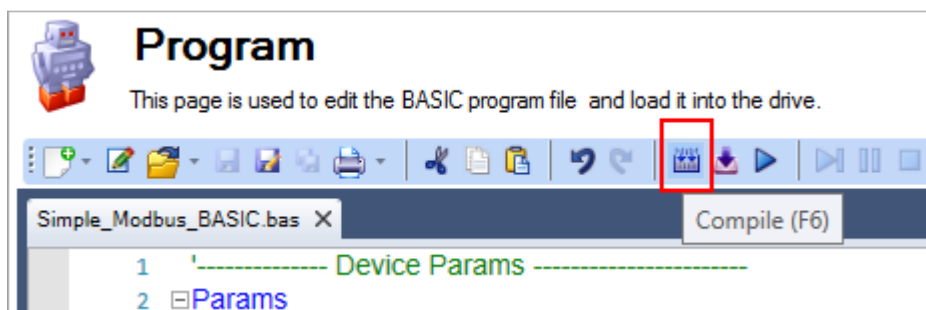 Program
This page is used to edit the BASIC program file and load it into the drive.
Simple_Modbus_BASIC.bas X
Compile (F6)
1 '-------------- Device Params -----------------------
2 Params